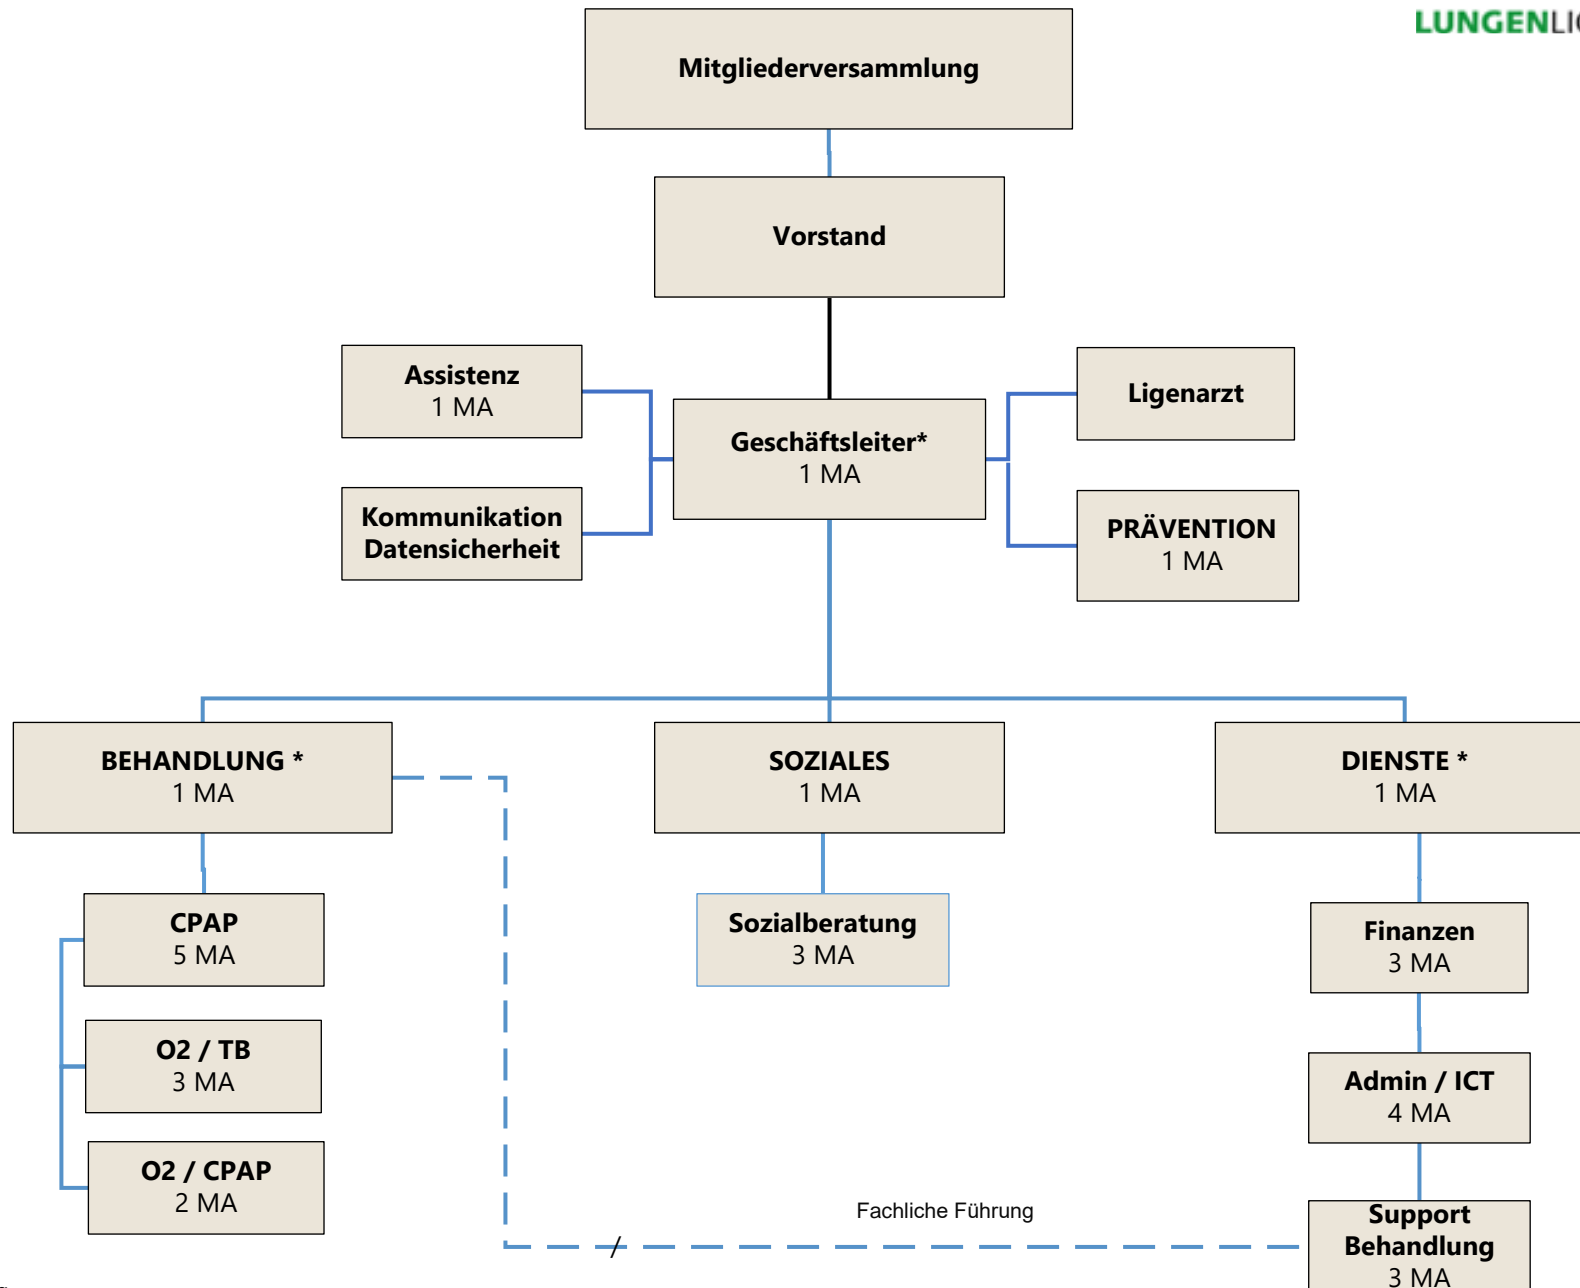 LUNGENLIG
Mitgliederversammlung
Vorstand
Assistenz
1 MA
Ligenarzt
Geschäftsleiter*
1 MA
Kommunikation
Datensicherheit
PRÄVENTION
1 MA
BEHANDLUNG *
1 MA
SOZIALES
1 MA
DIENSTE *
1 MA
CPAP
5 MA
Sozialberatung
3 MA
Finanzen
3 MA
O2 / TB
3 MA
Admin / ICT
4 MA
O2 / CPAP
2 MA
Fachliche Führung
/
Support
Behandlung
3 MA